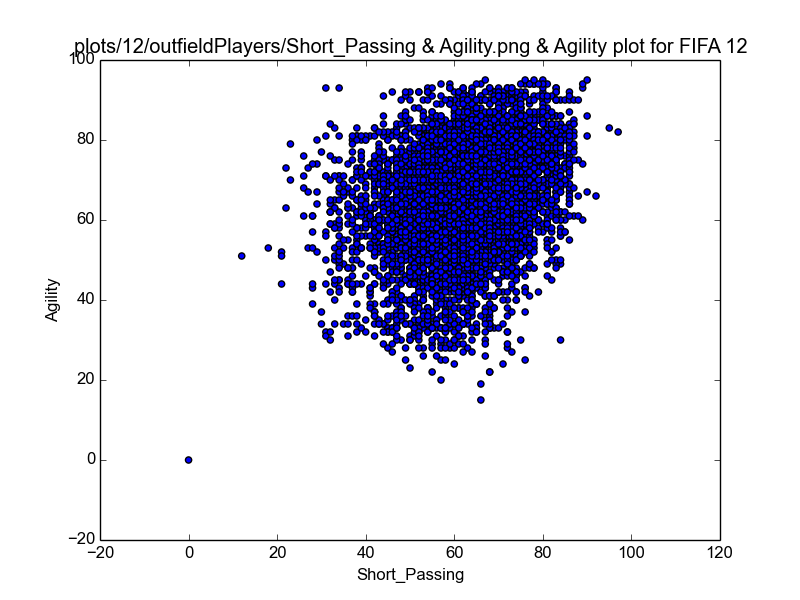 plots/12/outfieldPlayers/Short_Passing & Agility.png & Agility plot for FIFA 12
100
80
60
40
20
0
−20
Agility
−20 0 20 40 60 80 100 120
Short_Passing